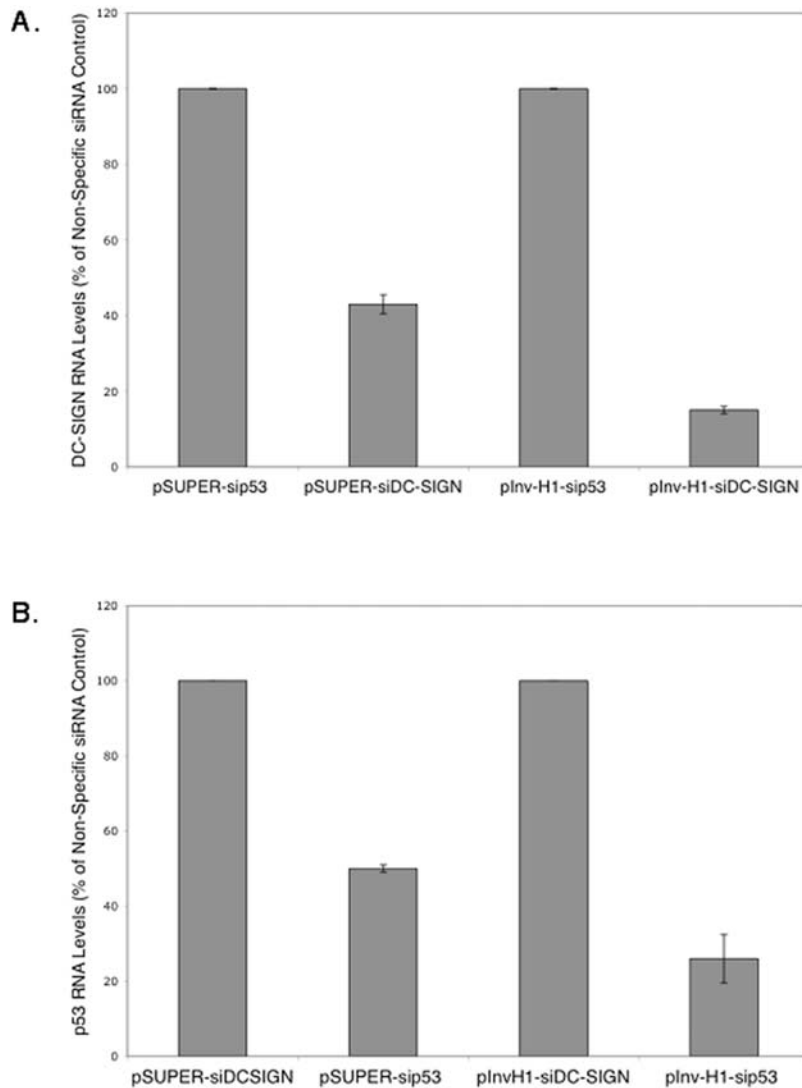 A.
DC-SIGN RNA Levels (% of Non-Specific siRNA Control)
120
100
80
60
40
20
0
pSUPER-sip53 pSUPER-siDC-SIGN pInv-H1-sip53 pInv-H1-siDC-SIGN
B.
p53 RNA Levels (% of Non-Specific siRNA Control)
120
100
80
60
40
20
0
pSUPER-siDCSIGN pSUPER-sip53 pInvH1-siDC-SIGN pInv-H1-sip53